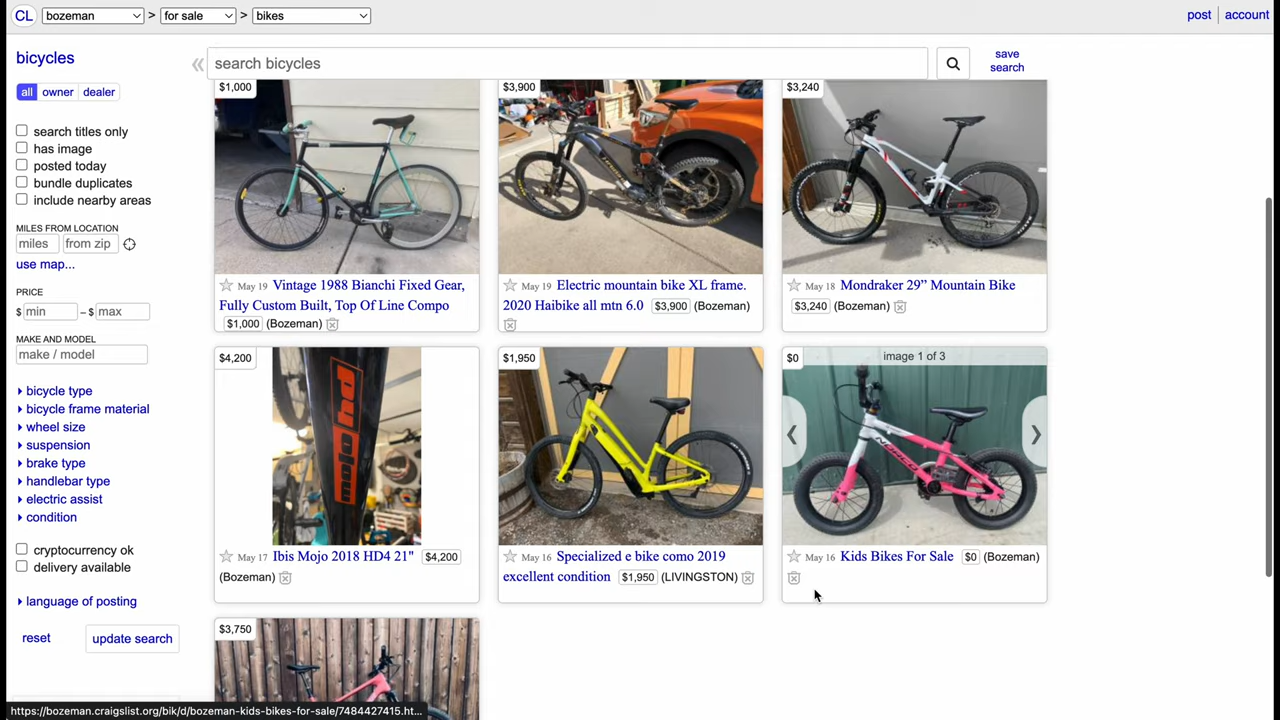 CL bozeman > for sale > bikes post account
bicycles
search bicycles
save
search
all owner dealer
search titles only
has image
posted today
bundle duplicates
include nearby areas
MILES FROM LOCATION
miles from zip
use map...
PRICE
$ min – $ max
MAKE AND MODEL
make / model
bicycle type
bicycle frame material
wheel size
suspension
brake type
handlebar type
electric assist
condition
cryptocurrency ok
delivery available
language of posting
reset update search
$1,000
May 19 Vintage 1988 Bianchi Fixed Gear,
Fully Custom Built, Top Of Line Compo
$1,000 (Bozeman)
$3,900
May 19 Electric mountain bike XL frame.
2020 Haibike all mtn 6.0 $3,900 (Bozeman)
$3,240
May 18 Mondraker 29” Mountain Bike
$3,240 (Bozeman)
$4,200
mojo hd
May 17 Ibis Mojo 2018 HD4 21" $4,200
(Bozeman)
$1,950
May 16 Specialized e bike como 2019
excellent condition $1,950 (LIVINGSTON)
$0 image 1 of 3
NORCO
May 16 Kids Bikes For Sale $0 (Bozeman)
$3,750
https://bozeman.craigslist.org/bik/d/bozeman-kids-bikes-for-sale/7484427415.ht...